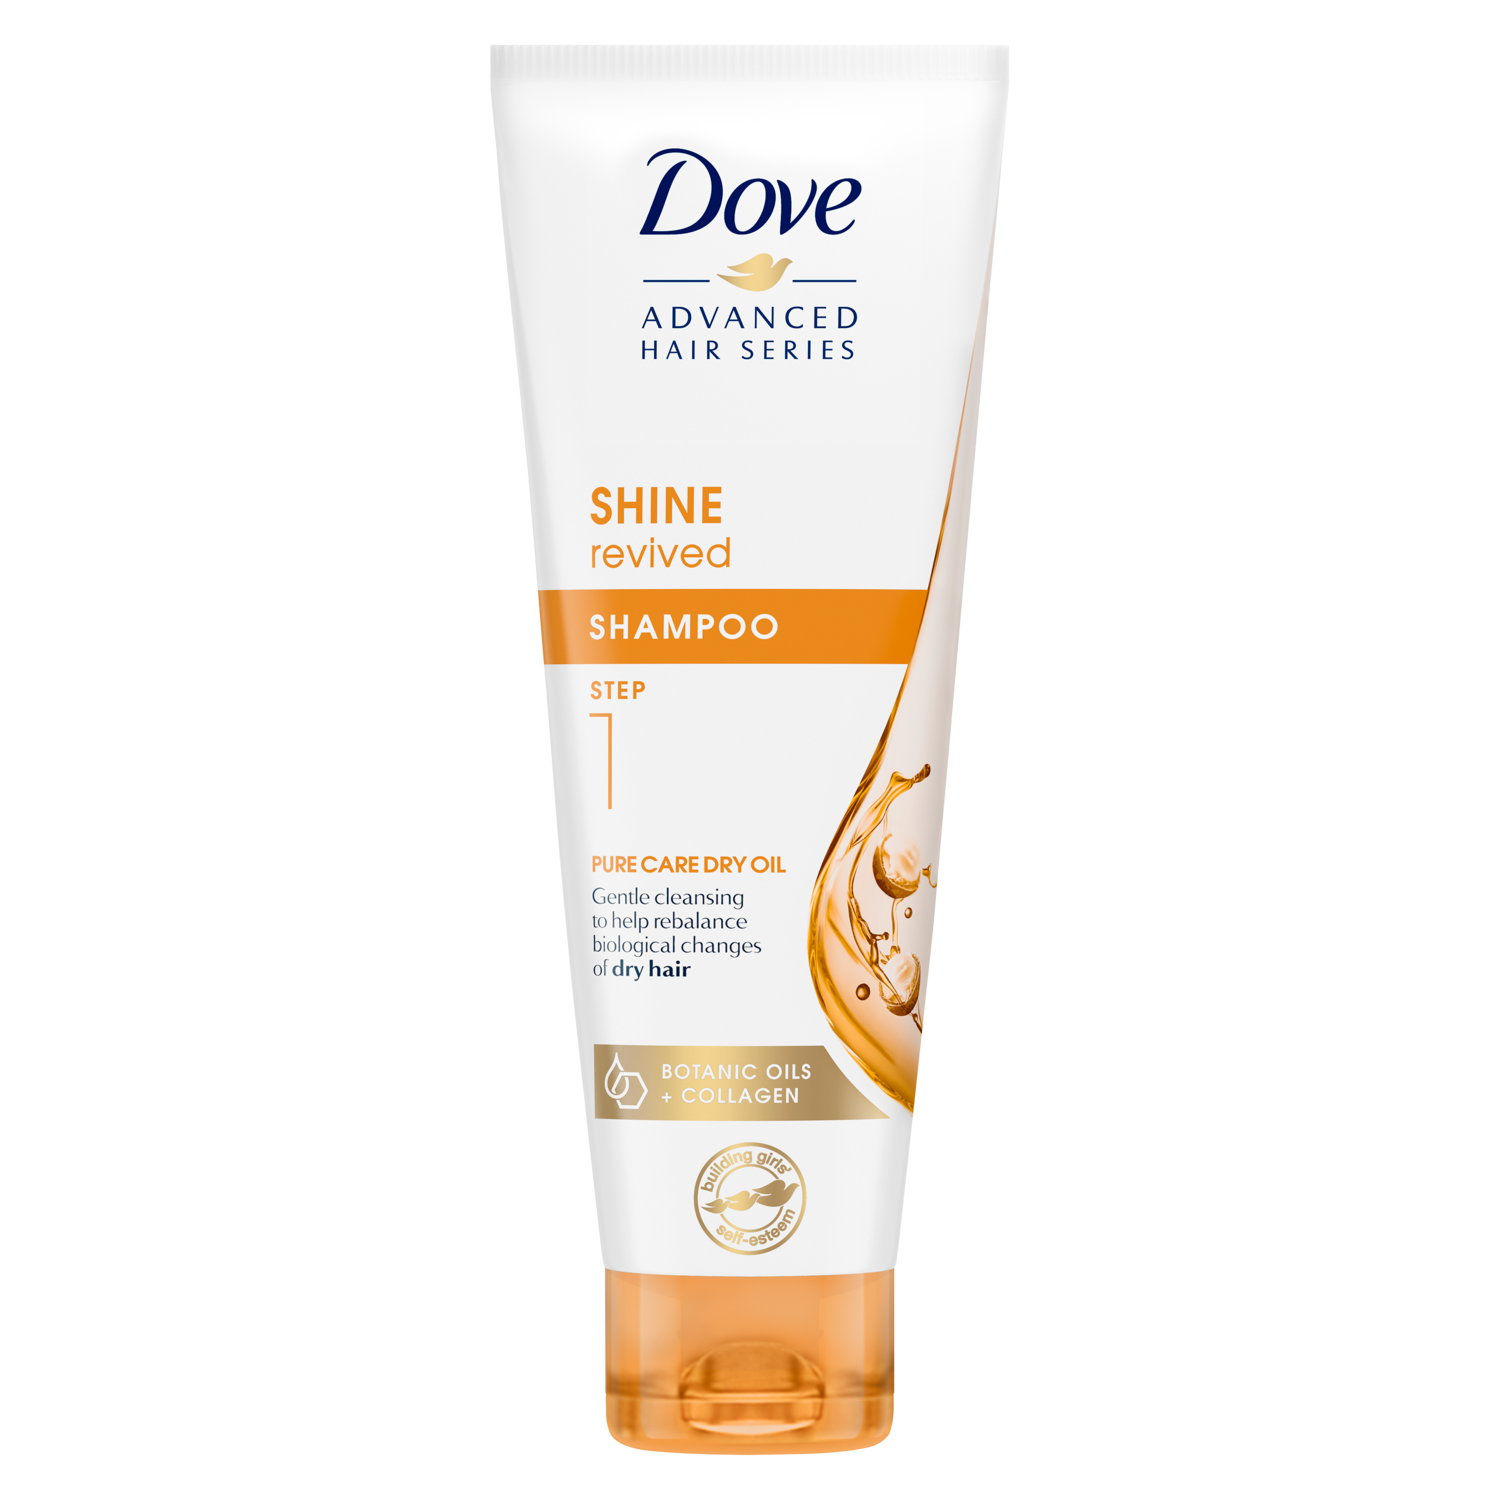 Dove
ADVANCED
HAIR SERIES
SHINE
revived
SHAMPOO
STEP
1
PURE CARE DRY OIL
Gentle cleansing
to help rebalance
biological changes
of dry hair
BOTANIC OILS
+ COLLAGEN
building girls'
self-esteem